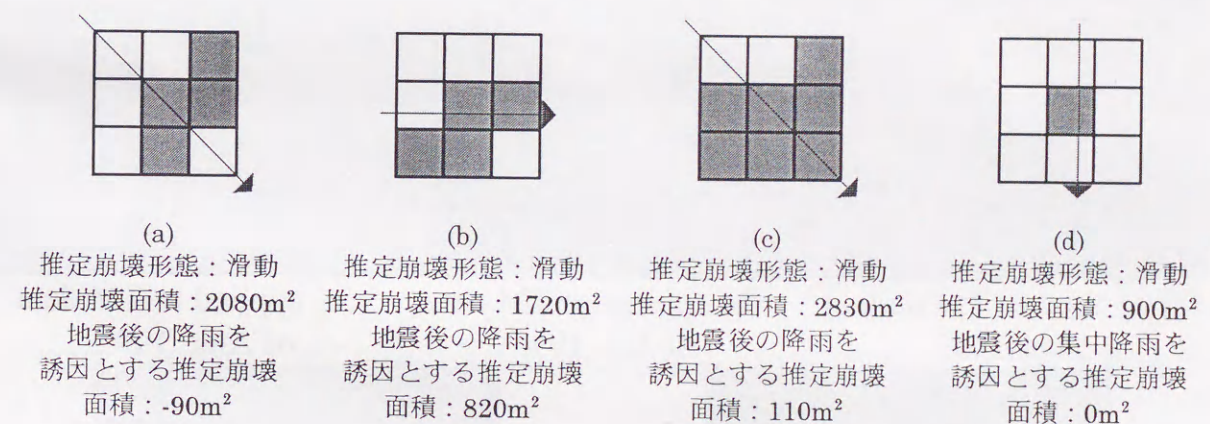 (a)
推定崩壊形態：滑動
推定崩壊面積：2080m²
地震後の降雨を
誘因とする推定崩壊
面積：-90m²
(b)
推定崩壊形態：滑動
推定崩壊面積：1720m²
地震後の降雨を
誘因とする推定崩壊
面積：820m²
(c)
推定崩壊形態：滑動
推定崩壊面積：2830m²
地震後の降雨を
誘因とする推定崩壊
面積：110m²
(d)
推定崩壊形態：滑動
推定崩壊面積：900m²
地震後の集中降雨を
誘因とする推定崩壊
面積：0m²